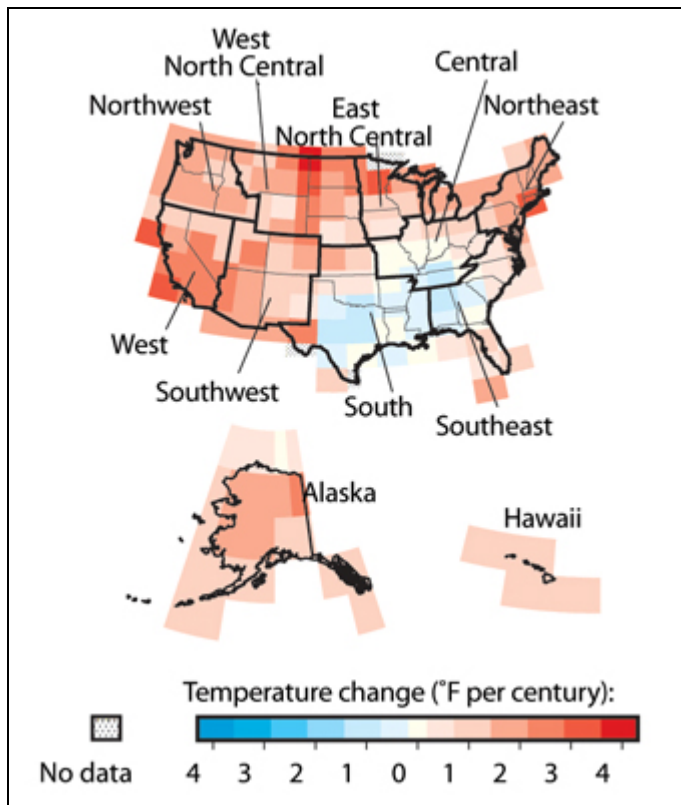 West
North Central
Central
Northwest
East
North Central
Northeast
West
Southwest
South
Southeast
Alaska
Hawaii
Temperature change (˚F per century):
No data
4 3 2 1 0 1 2 3 4